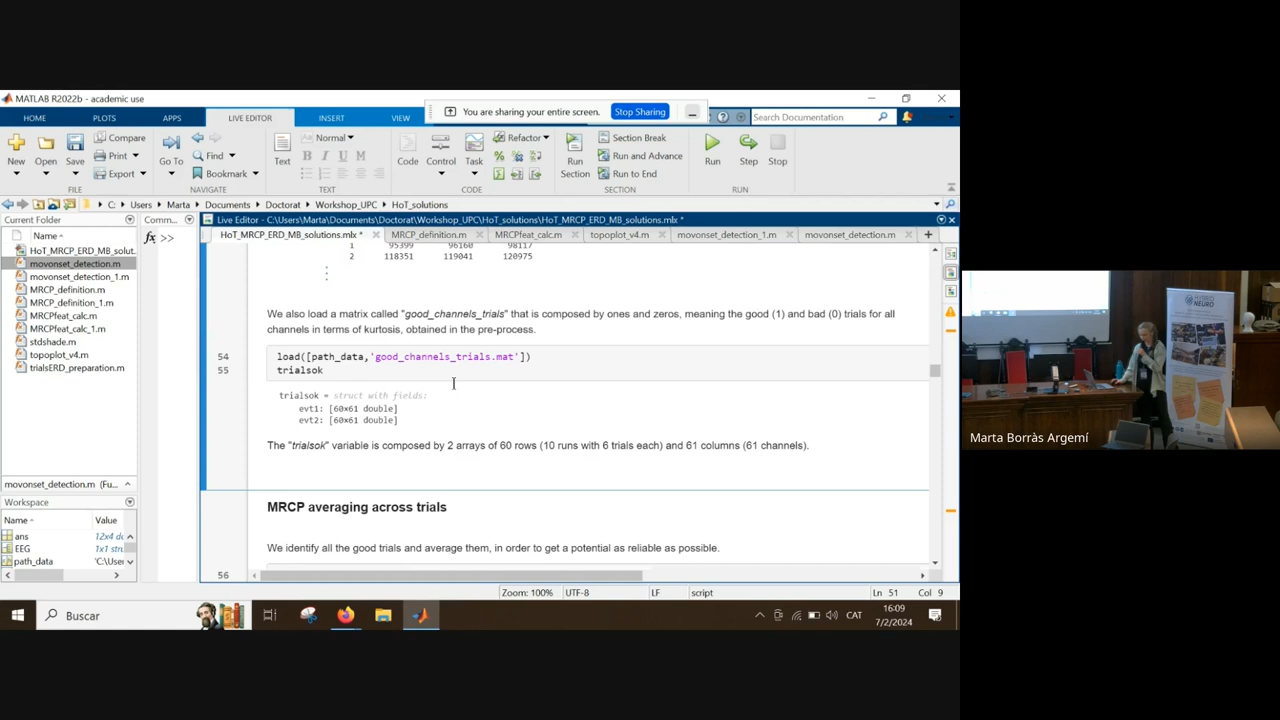 MATLAB R2022b - academic use
You are sharing your entire screen.
Stop Sharing
HOME
PLOTS
APPS
LIVE EDITOR
INSERT
VIEW
Search Documentation
New
Open
Save
Compare
Print
Export
Go To
Find
Bookmark
Text
Normal
B I U M
Code
Control
Task
Refactor
Run
Section
Section Break
Run and Advance
Run to End
Run
Step
Stop
FILE
NAVIGATE
TEXT
CODE
SECTION
RUN
C: Users Marta Documents Doctorat Workshop_UPC HoT_solutions
Current Folder
Comm...
Live Editor - C:\Users\Marta\Documents\Doctorat\Workshop_UPC\HoT_solutions\HoT_MRCP_ERD_MB_solutions.mlx *
Name
fx >>
HoT_MRCP_ERD_MB_solutions.mlx *
MRCP_definition.m
MRCPfeat_calc.m
topoplot_v4.m
movonset_detection_1.m
movonset_detection.m
HoT_MRCP_ERD_MB_solut...
movonset_detection.m
movonset_detection_1.m
MRCP_definition.m
MRCP_definition_1.m
MRCPfeat_calc.m
MRCPfeat_calc_1.m
stdshade.m
topoplot_v4.m
trialsERD_preparation.m
1 95399 96160 98117
2 118351 119041 120975
We also load a matrix called "good_channels_trials" that is composed by ones and zeros, meaning the good (1) and bad (0) trials for all
channels in terms of kurtosis, obtained in the pre-process.
54 load([path_data,'good_channels_trials.mat'])
55 trialsok
trialsok = struct with fields:
evt1: [60×61 double]
evt2: [60×61 double]
The "trialsok" variable is composed by 2 arrays of 60 rows (10 runs with 6 trials each) and 61 columns (61 channels).
MRCP averaging across trials
We identify all the good trials and average them, in order to get a potential as reliable as possible.
56
movonset_detection.m (Fu...
Workspace
Name Value
ans 12x4 do
EEG 1x1 stru
path_data 'C:\User
Zoom: 100%
UTF-8
LF
script
Ln 51 Col 9
Buscar
CAT
16:09
7/2/2024
HYBRID
NEURO
Marta Borràs Argemí